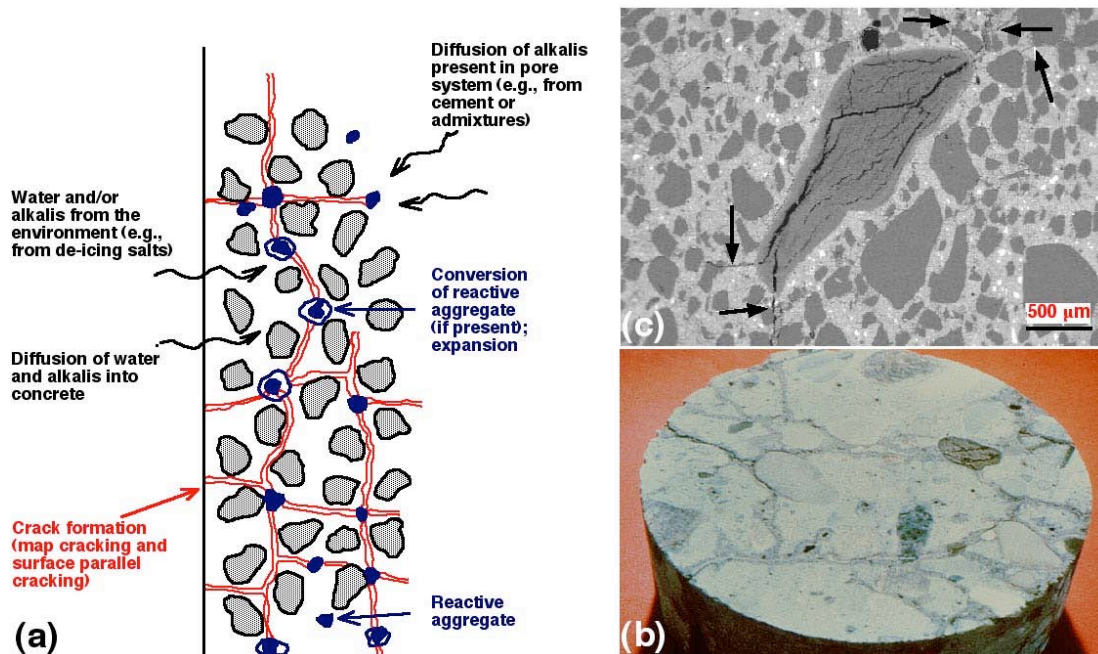 Diffusion of alkalis
present in pore
system (e.g., from
cement or
admixtures)
Water and/or
alkalis from the
environment (e.g.,
from de-icing salts)
Conversion
of reactive
aggregate
(if present);
expansion
Diffusion of water
and alkalis into
concrete
Crack formation
(map cracking and
surface parallel
cracking)
Reactive
aggregate
(a)
(c)
500 μm
(b)